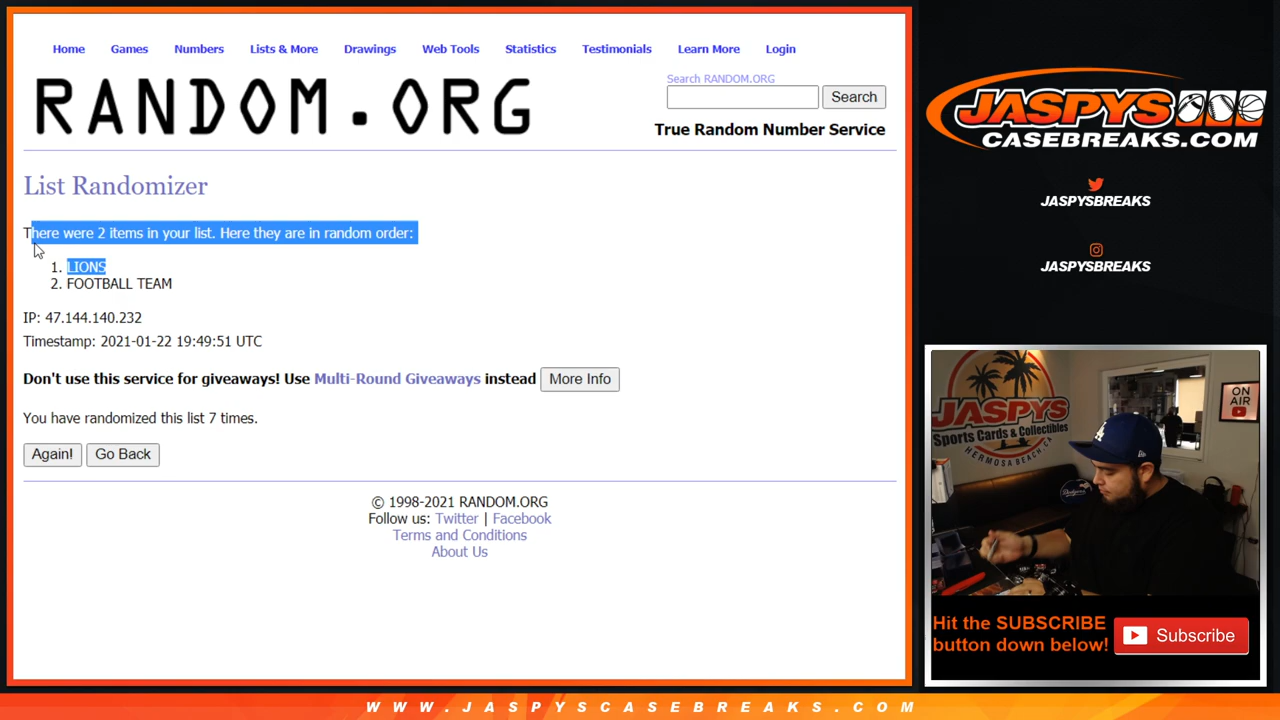 Home Games Numbers Lists & More Drawings Web Tools Statistics Testimonials Learn More Login
RANDOM.ORG
Search RANDOM.ORG
Search
True Random Number Service
List Randomizer
There were 2 items in your list. Here they are in random order:
1. LIONS
2. FOOTBALL TEAM
IP: 47.144.140.232
Timestamp: 2021-01-22 19:49:51 UTC
Don't use this service for giveaways! Use Multi-Round Giveaways instead More Info
You have randomized this list 7 times.
Again! Go Back
© 1998-2021 RANDOM.ORG
Follow us: Twitter | Facebook
Terms and Conditions
About Us
JASPYS
CASEBREAKS.COM
JASPYSBREAKS
JASPYSBREAKS
JASPYS
Sports Cards & Collectibles
HERMOSA BEACH, CA
ON
AIR
LA
Dodgers
Hit the SUBSCRIBE
button down below!
Subscribe
WWW.JASPYSCASEBREAKS.COM